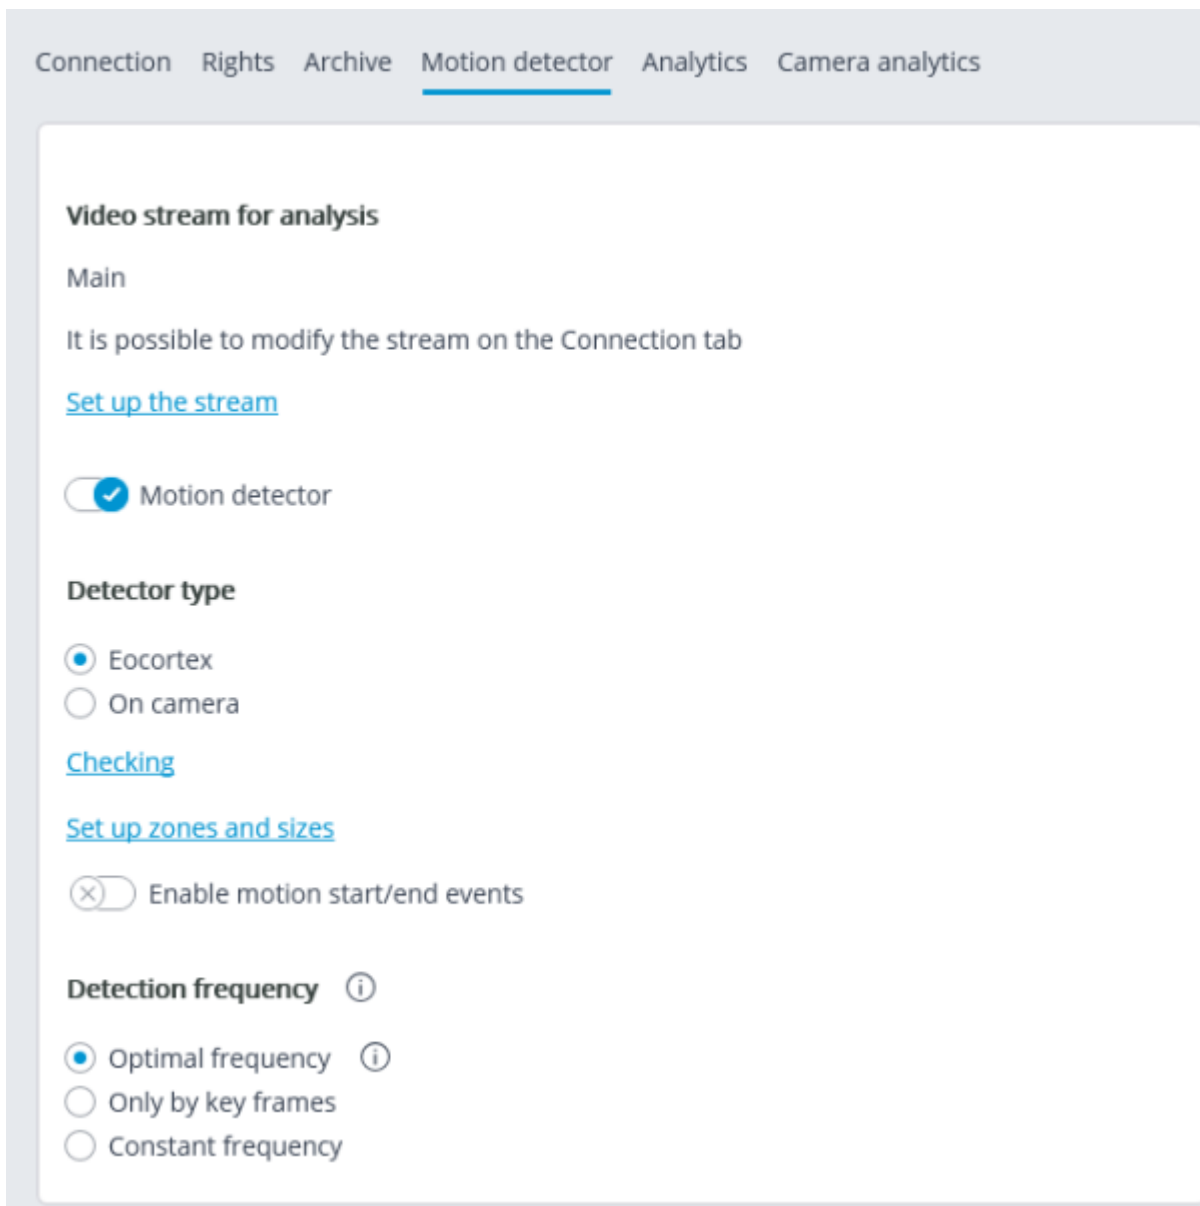 Connection Rights Archive Motion detector Analytics Camera analytics
Video stream for analysis
Main
It is possible to modify the stream on the Connection tab
Set up the stream
Motion detector
Detector type
Eocortex
On camera
Checking
Set up zones and sizes
Enable motion start/end events
Detection frequency
Optimal frequency
Only by key frames
Constant frequency